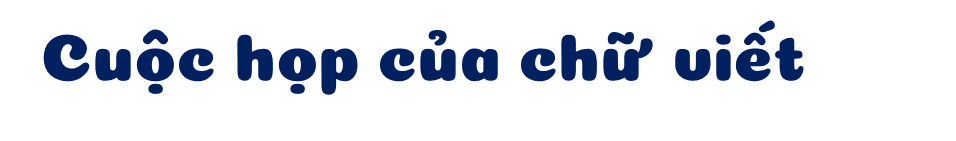 Cuộc họp của chữ viết